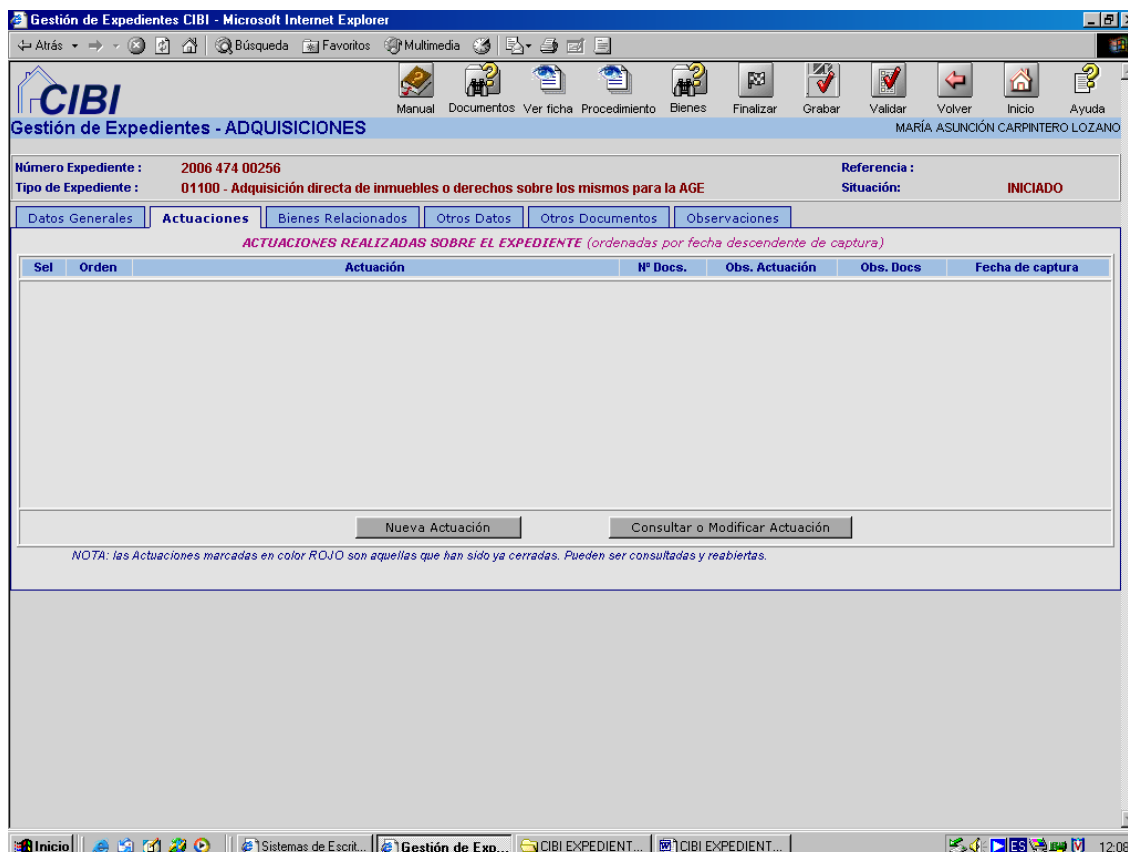 Gestión de Expedientes CIBI - Microsoft Internet Explorer
Atrás Búsqueda Favoritos Multimedia
CIBI
Manual Documentos Ver ficha Procedimiento Bienes Finalizar Grabar Validar Volver Inicio Ayuda
Gestión de Expedientes - ADQUISICIONES MARÍA ASUNCIÓN CARPINTERO LOZANO
Número Expediente : 2006 474 00256 Referencia :
Tipo de Expediente : 01100 - Adquisición directa de inmuebles o derechos sobre los mismos para la AGE Situación: INICIADO
Datos Generales Actuaciones Bienes Relacionados Otros Datos Otros Documentos Observaciones
ACTUACIONES REALIZADAS SOBRE EL EXPEDIENTE (ordenadas por fecha descendente de captura)
Sel Orden Actuación Nº Docs. Obs. Actuación Obs. Docs Fecha de captura
Nueva Actuación Consultar o Modificar Actuación
NOTA: las Actuaciones marcadas en color ROJO son aquellas que han sido ya cerradas. Pueden ser consultadas y reabiertas.
Inicio Sistemas de Escrit... Gestión de Exp... CIBI EXPEDIENT... CIBI EXPEDIENT... ES 12:08